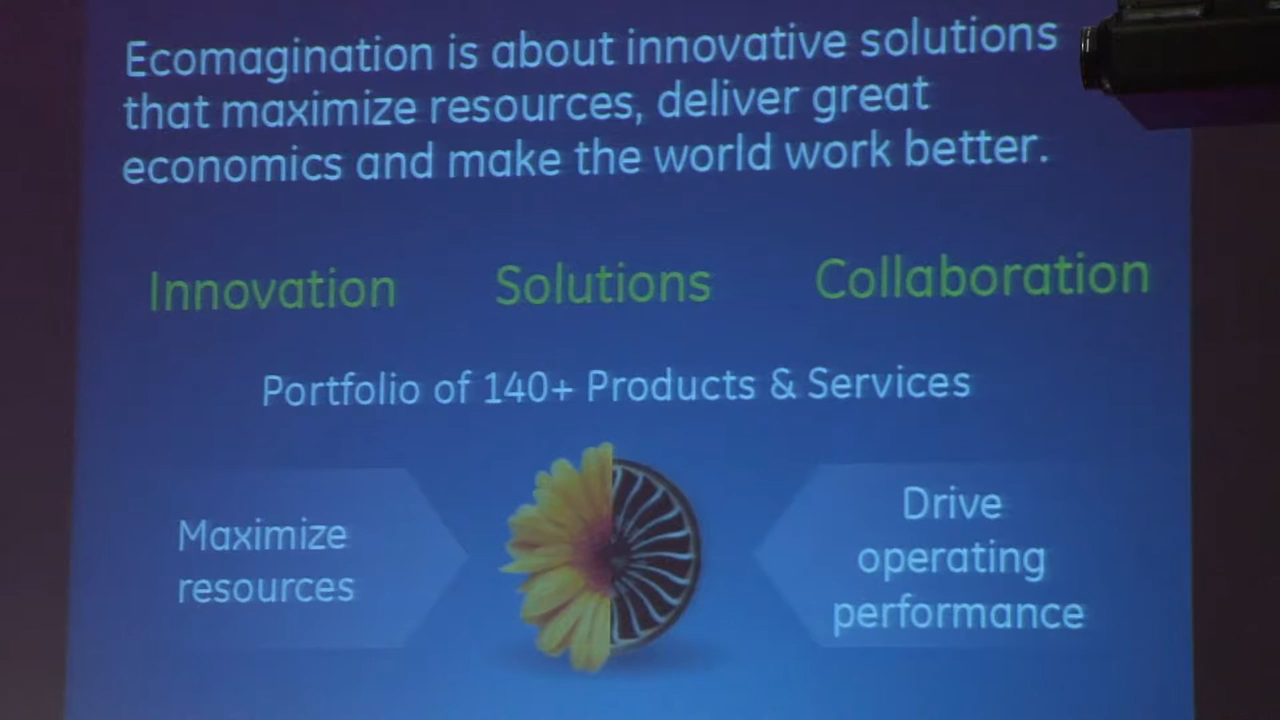 Ecomagination is about innovative solutions
that maximize resources, deliver great
economics and make the world work better.
Innovation Solutions Collaboration
Portfolio of 140+ Products & Services
Maximize
resources
Drive
operating
performance